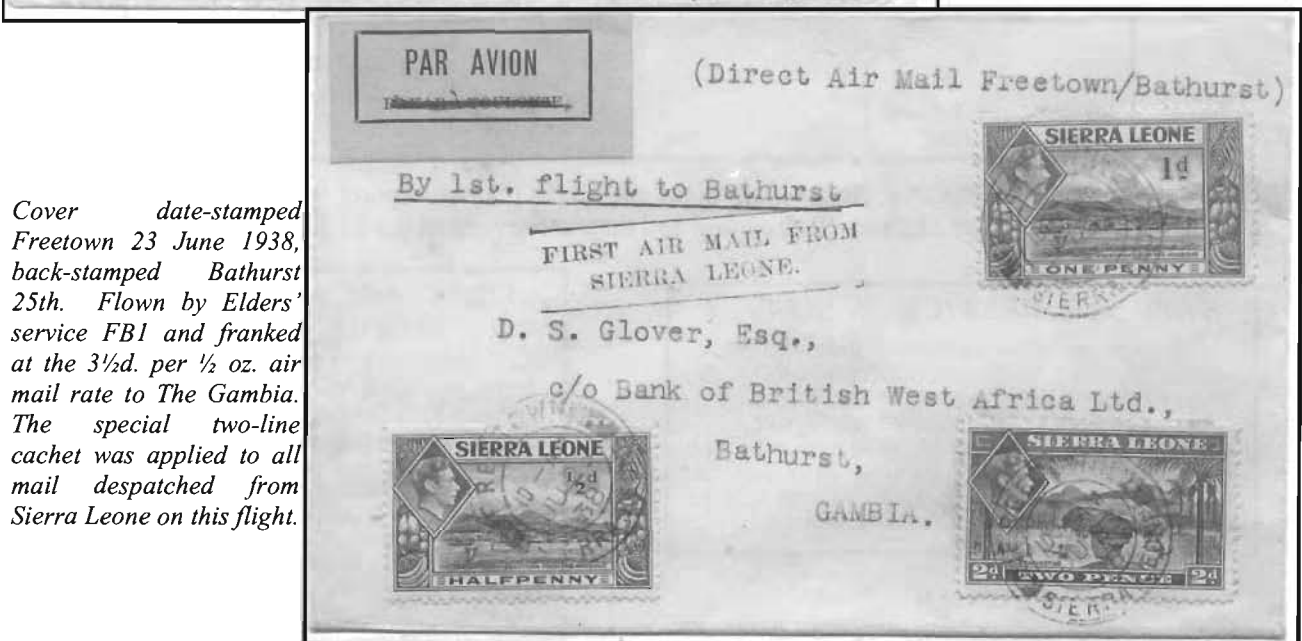 Cover date-stamped
Freetown 23 June 1938,
back-stamped Bathurst
25th. Flown by Elders'
service FB1 and franked
at the 3½d. per ½ oz. air
mail rate to The Gambia.
The special two-line
cachet was applied to all
mail despatched from
Sierra Leone on this flight.
PAR AVION
(Direct Air Mail Freetown/Bathurst)
By 1st. flight to Bathurst
FIRST AIR MAIL FROM
SIERRA LEONE.
SIERRA LEONE
1d
ONE PENNY
SIERRA
D. S. Glover, Esq.,
c/o Bank of British West Africa Ltd.,
Bathurst,
GAMBIA.
SIERRA LEONE
½d
HALFPENNY
SIERRA LEONE
2d TWO PENCE 2d
SIERRA